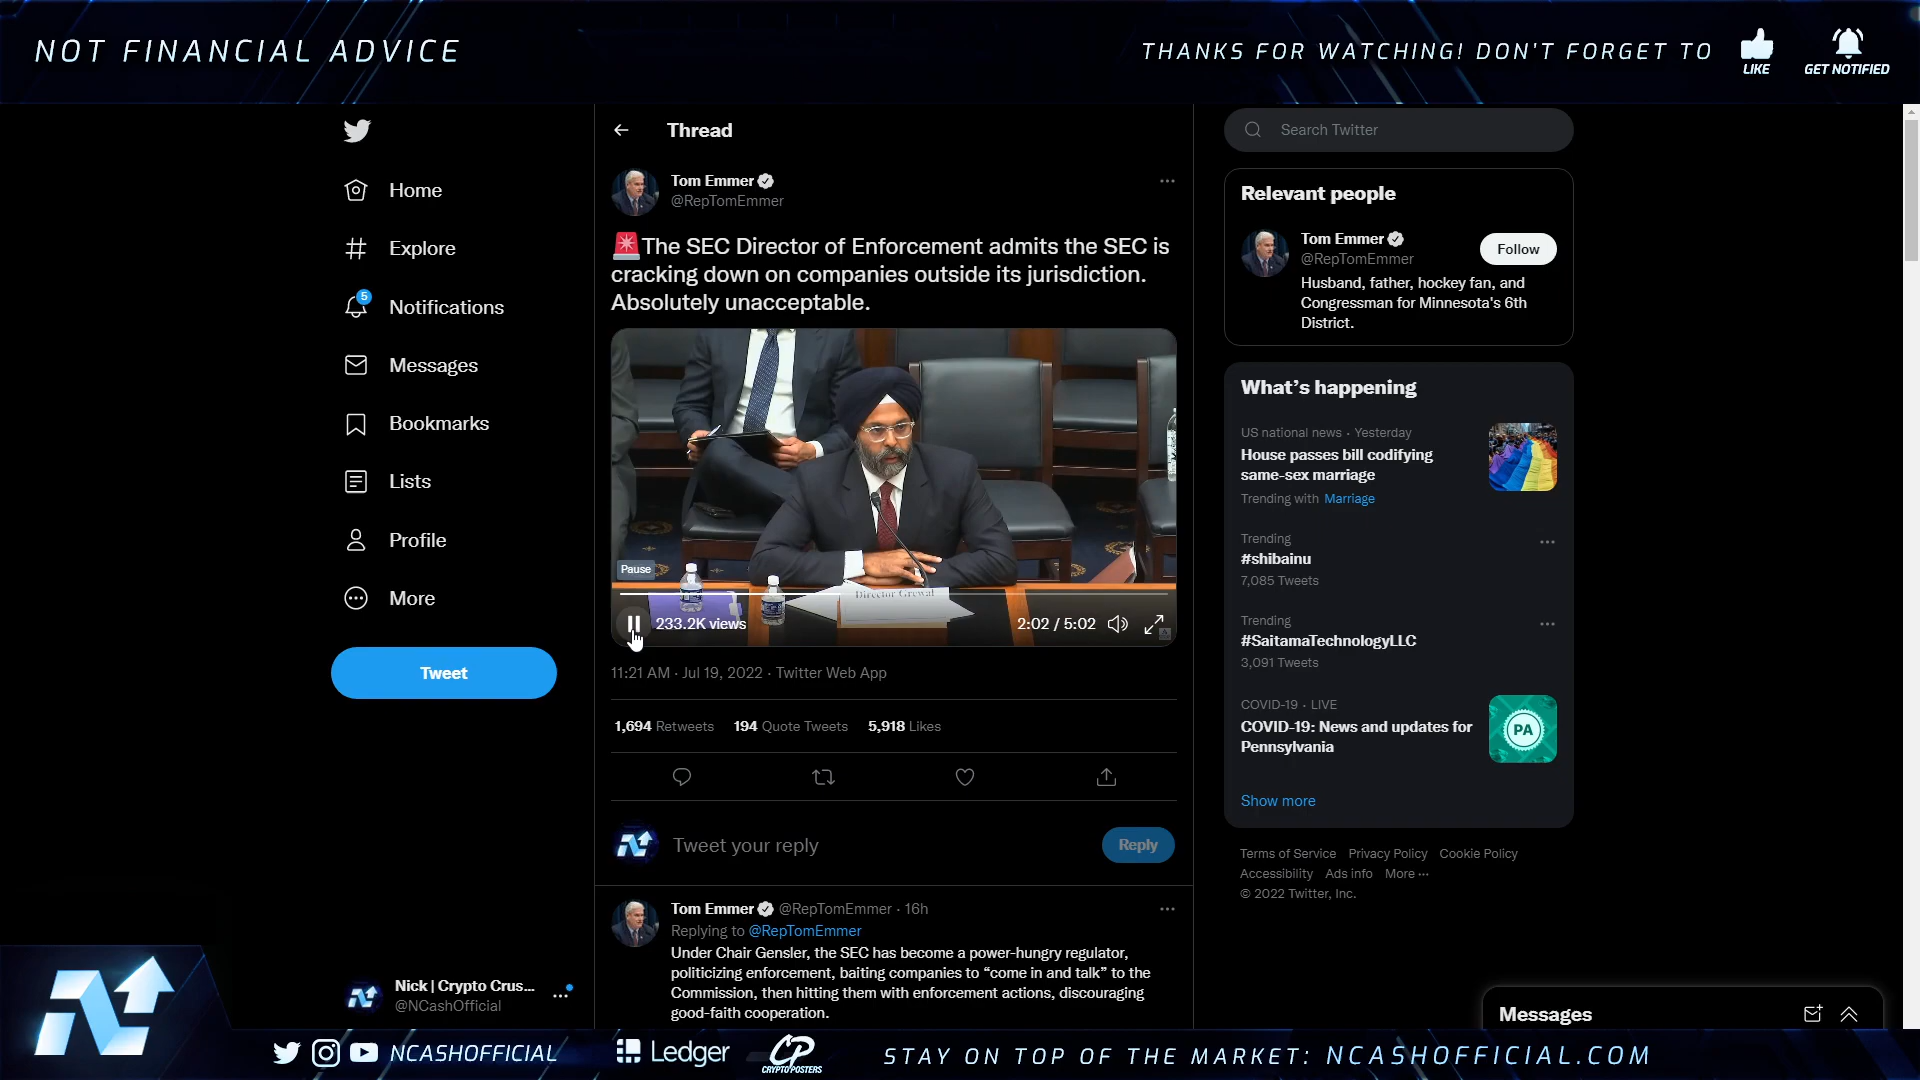 NOT FINANCIAL ADVICE
THANKS FOR WATCHING! DON'T FORGET TO
LIKE
GET NOTIFIED
Home
Explore
5
Notifications
Messages
Bookmarks
Lists
Profile
More
Tweet
Nick | Crypto Crus...
@NCashOfficial
Thread
Tom Emmer
@RepTomEmmer
The SEC Director of Enforcement admits the SEC is
cracking down on companies outside its jurisdiction.
Absolutely unacceptable.
Pause
Director Grewal
233.2K views
2:02 / 5:02
11:21 AM · Jul 19, 2022 · Twitter Web App
1,694 Retweets 194 Quote Tweets 5,918 Likes
Tweet your reply
Reply
Tom Emmer @RepTomEmmer · 16h
Replying to @RepTomEmmer
Under Chair Gensler, the SEC has become a power-hungry regulator,
politicizing enforcement, baiting companies to “come in and talk” to the
Commission, then hitting them with enforcement actions, discouraging
good-faith cooperation.
Search Twitter
Relevant people
Tom Emmer
@RepTomEmmer
Follow
Husband, father, hockey fan, and
Congressman for Minnesota's 6th
District.
What’s happening
US national news · Yesterday
House passes bill codifying
same-sex marriage
Trending with Marriage
Trending
#shibainu
7,085 Tweets
Trending
#SaitamaTechnologyLLC
3,091 Tweets
COVID-19 · LIVE
COVID-19: News and updates for
Pennsylvania
PA
Show more
Terms of Service Privacy Policy Cookie Policy
Accessibility Ads info More ···
© 2022 Twitter, Inc.
Messages
NCASHOFFICIAL
Ledger
CP
CRYPTOPOSTERS
STAY ON TOP OF THE MARKET: NCASHOFFICIAL.COM